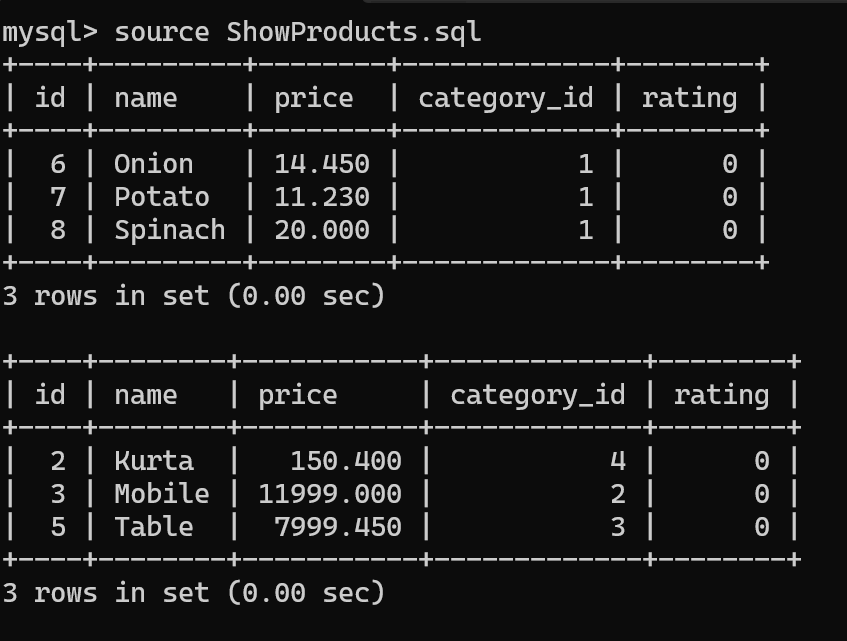 mysql> source ShowProducts.sql
+----+---------+--------+-------------+--------+
| id | name    | price  | category_id | rating |
+----+---------+--------+-------------+--------+
|  6 | Onion   | 14.450 |           1 |      0 |
|  7 | Potato  | 11.230 |           1 |      0 |
|  8 | Spinach | 20.000 |           1 |      0 |
+----+---------+--------+-------------+--------+
3 rows in set (0.00 sec)

+----+--------+-----------+-------------+--------+
| id | name   | price     | category_id | rating |
+----+--------+-----------+-------------+--------+
|  2 | Kurta  |   150.400 |           4 |      0 |
|  3 | Mobile | 11999.000 |           2 |      0 |
|  5 | Table  |  7999.450 |           3 |      0 |
+----+--------+-----------+-------------+--------+
3 rows in set (0.00 sec)